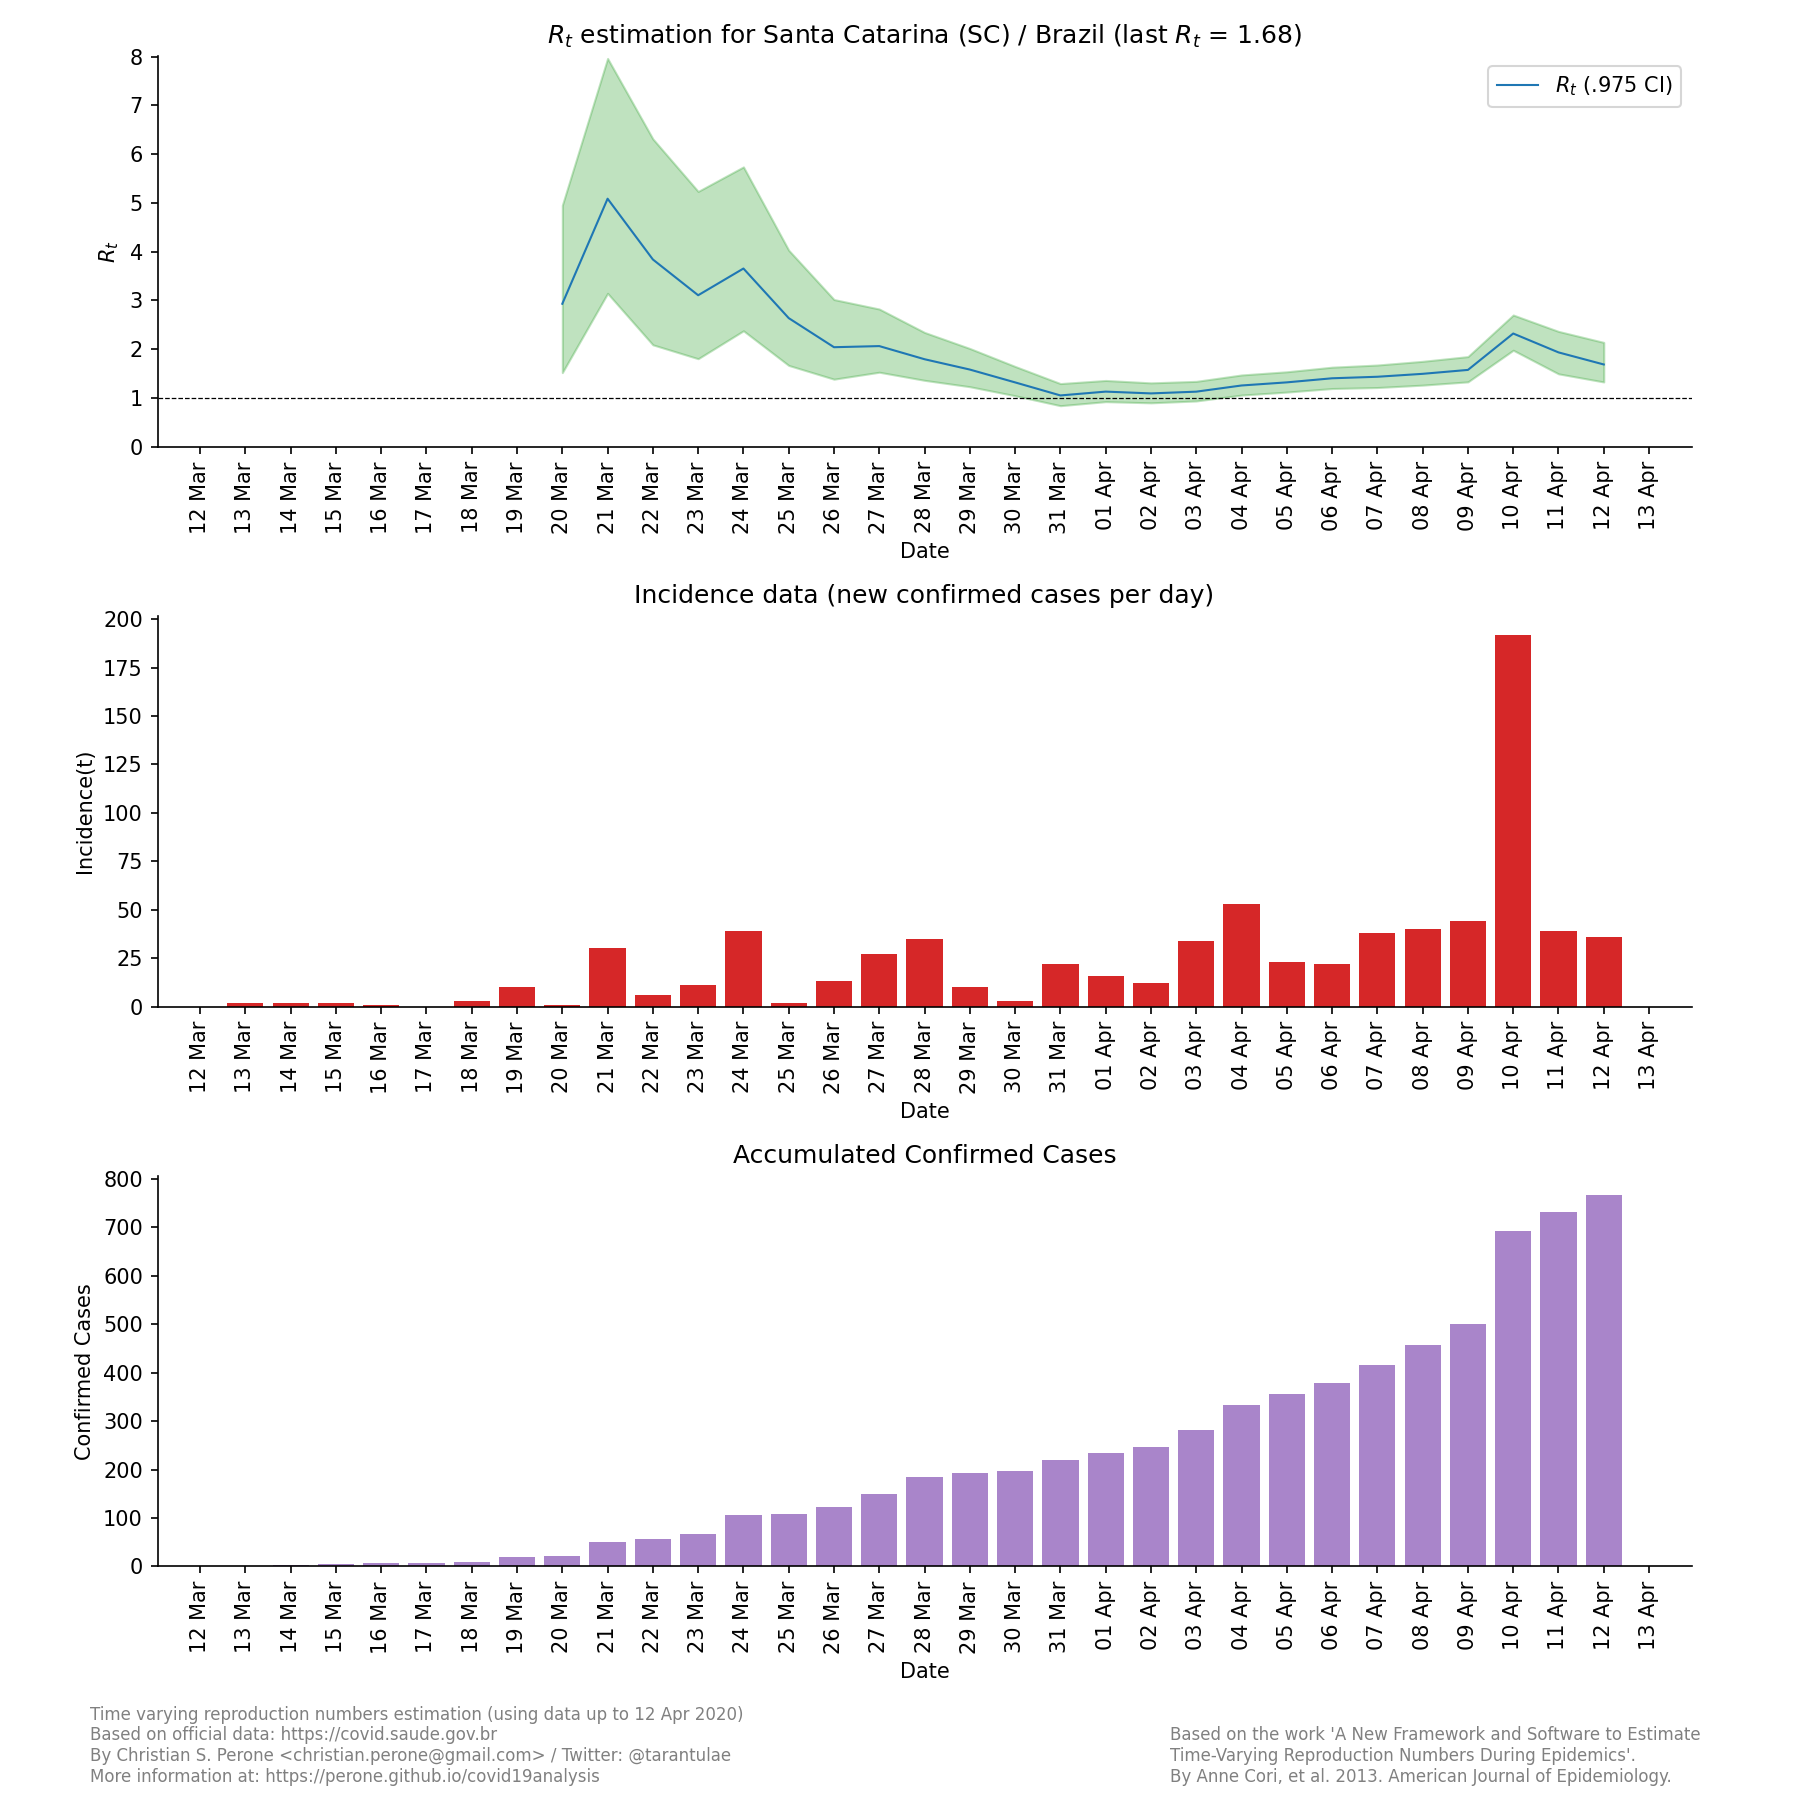 Rt estimation for Santa Catarina (SC) / Brazil (last Rt = 1.68)
8
7
6
5
4
3
2
1
0
Rt
Rt (.975 CI)
12 Mar 13 Mar 14 Mar 15 Mar 16 Mar 17 Mar 18 Mar 19 Mar 20 Mar 21 Mar 22 Mar 23 Mar 24 Mar 25 Mar 26 Mar 27 Mar 28 Mar 29 Mar 30 Mar 31 Mar 01 Apr 02 Apr 03 Apr 04 Apr 05 Apr 06 Apr 07 Apr 08 Apr 09 Apr 10 Apr 11 Apr 12 Apr 13 Apr
Date
Incidence data (new confirmed cases per day)
200
175
150
125
100
75
50
25
0
Incidence(t)
12 Mar 13 Mar 14 Mar 15 Mar 16 Mar 17 Mar 18 Mar 19 Mar 20 Mar 21 Mar 22 Mar 23 Mar 24 Mar 25 Mar 26 Mar 27 Mar 28 Mar 29 Mar 30 Mar 31 Mar 01 Apr 02 Apr 03 Apr 04 Apr 05 Apr 06 Apr 07 Apr 08 Apr 09 Apr 10 Apr 11 Apr 12 Apr 13 Apr
Date
Accumulated Confirmed Cases
800
700
600
500
400
300
200
100
0
Confirmed Cases
12 Mar 13 Mar 14 Mar 15 Mar 16 Mar 17 Mar 18 Mar 19 Mar 20 Mar 21 Mar 22 Mar 23 Mar 24 Mar 25 Mar 26 Mar 27 Mar 28 Mar 29 Mar 30 Mar 31 Mar 01 Apr 02 Apr 03 Apr 04 Apr 05 Apr 06 Apr 07 Apr 08 Apr 09 Apr 10 Apr 11 Apr 12 Apr 13 Apr
Date
Time varying reproduction numbers estimation (using data up to 12 Apr 2020)
Based on official data: https://covid.saude.gov.br
By Christian S. Perone <christian.perone@gmail.com> / Twitter: @tarantulae
More information at: https://perone.github.io/covid19analysis
Based on the work 'A New Framework and Software to Estimate
Time-Varying Reproduction Numbers During Epidemics'.
By Anne Cori, et al. 2013. American Journal of Epidemiology.